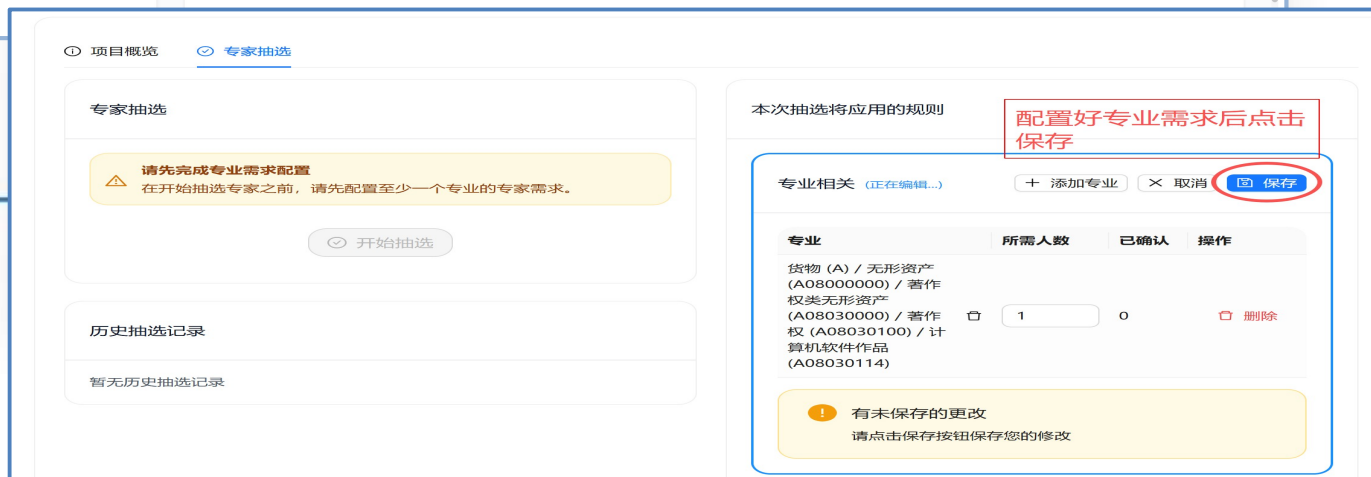 项目概览 专家抽选
专家抽选
请先完成专业需求配置
在开始抽选专家之前，请先配置至少一个专业的专家需求。
开始抽选
历史抽选记录
暂无历史抽选记录
本次抽选将应用的规则
配置好专业需求后点击
保存
专业相关 (正在编辑...) + 添加专业 × 取消 保存
专业 所需人数 已确认 操作
货物 (A) / 无形资产
(A08000000) / 著作
权类无形资产
(A08030000) / 著作
权 (A08030100) / 计
算机软件作品
(A08030114)
1 0 删除
有未保存的更改
请点击保存按钮保存您的修改